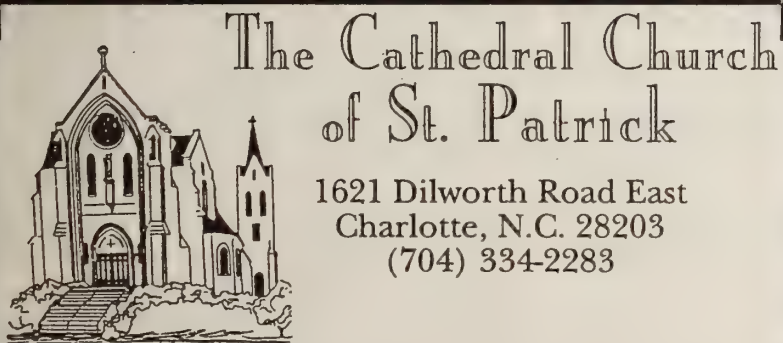 The Cathedral Church
of St. Patrick
1621 Dilworth Road East
Charlotte, N.C. 28203
(704) 334-2283